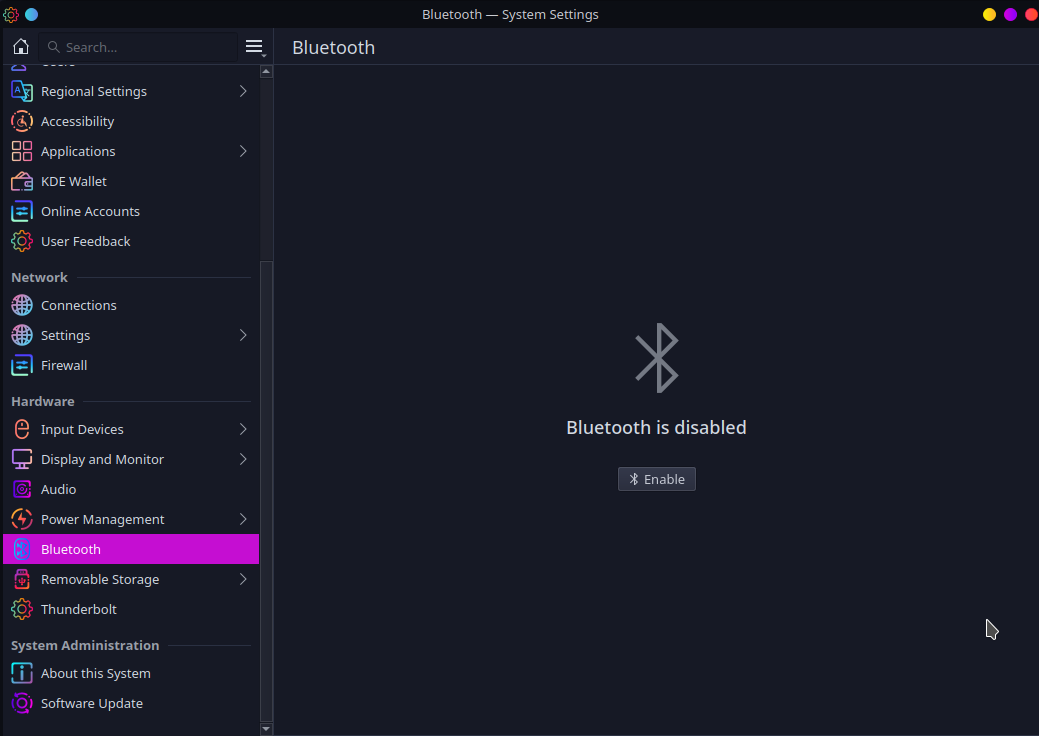 Bluetooth — System Settings
Search...
Bluetooth
Users
Regional Settings
Accessibility
Applications
KDE Wallet
Online Accounts
User Feedback
Network
Connections
Settings
Firewall
Hardware
Input Devices
Display and Monitor
Audio
Power Management
Bluetooth
Removable Storage
Thunderbolt
System Administration
About this System
Software Update
Bluetooth is disabled
Enable